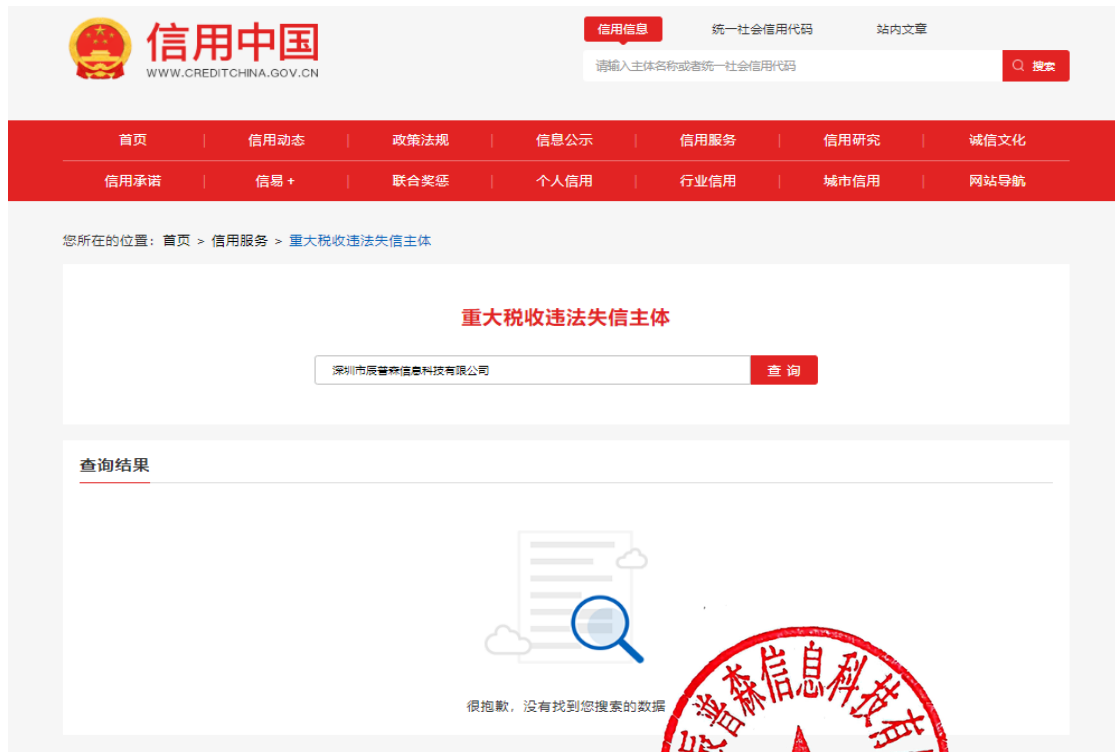 信用中国
WWW.CREDITCHINA.GOV.CN
信用信息 统一社会信用代码 站内文章
请输入主体名称或者统一社会信用代码 搜索
首页 信用动态 政策法规 信息公示 信用服务 信用研究 诚信文化
信用承诺 信易+ 联合奖惩 个人信用 行业信用 城市信用 网站导航
您所在的位置：首页 > 信用服务 > 重大税收违法失信主体
重大税收违法失信主体
深圳市辰普森信息科技有限公司 查询
查询结果
很抱歉，没有找到您搜索的数据
辰普森信息科技有